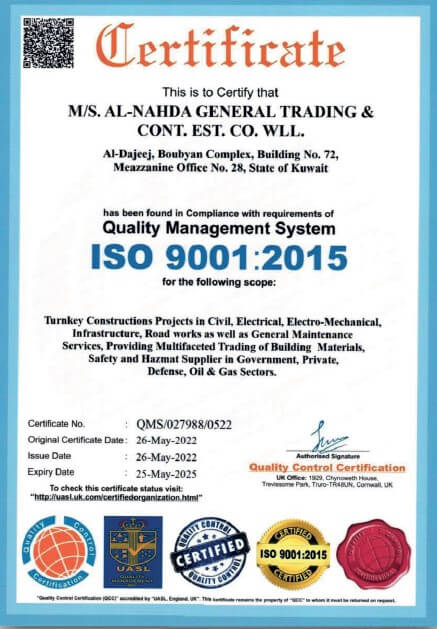 Certificate
This is to Certify that
M/S. AL-NAHDA GENERAL TRADING &
CONT. EST. CO. WLL.
Al-Dajeej, Boubyan Complex, Building No. 72,
Meazzanine Office No. 28, State of Kuwait
has been found in Compliance with requirements of
Quality Management System
ISO 9001:2015
for the following scope:
Turnkey Constructions Projects in Civil, Electrical, Electro-Mechanical,
Infrastructure, Road works as well as General Maintenance
Services, Providing Multifaceted Trading of Building Materials,
Safety and Hazmat Supplier in Government, Private,
Defense, Oil & Gas Sectors.
Certificate No. : QMS/027988/0522
Original Certificate Date : 26-May-2022
Issue Date : 26-May-2022
Expiry Date : 25-May-2025
To check this certificate status visit:
"http://uasl.uk.com/certifiedorganization.html"
Authorised Signature
Quality Control Certification
UK Office: 1929, Chynoweth House,
Trevissome Park, Truro-TR48UN, Cornwall, UK
Quality Control
Certification
UASL
QUALITY
MANAGEMENT
QUALITY CONTROL
CERTIFIED
QUALITY CONTROL
CERTIFIED
ISO 9001:2015
CERTIFIED
"Quality Control Certification (QCC)" accredited by "UASL, England, UK". This certificate remains the property of "QCC" to whom it must be returned on request.